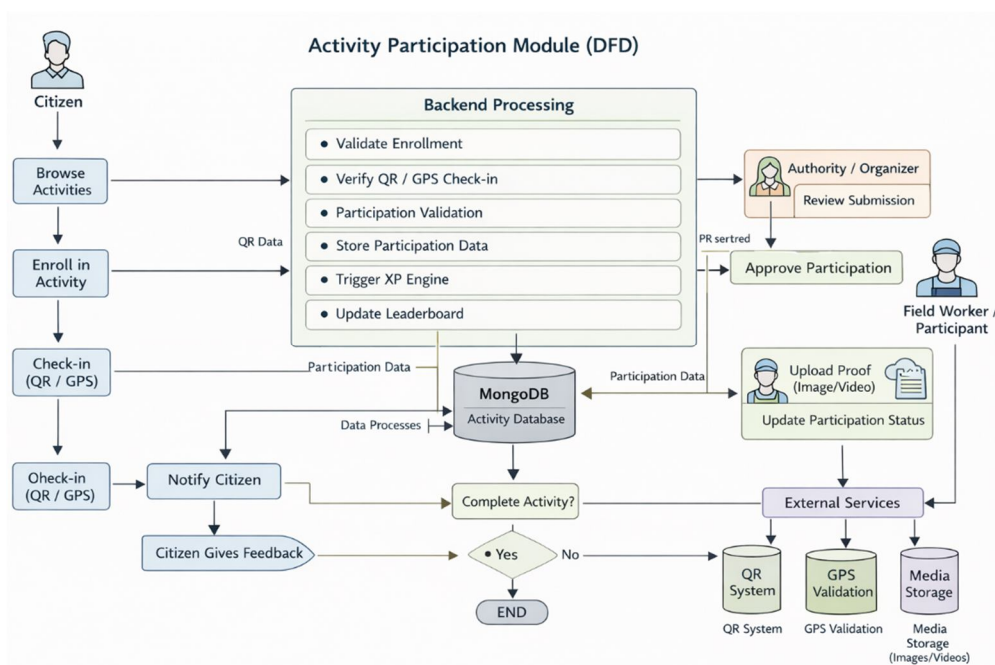 Activity Participation Module (DFD)
Citizen
Browse
Activities
Enroll in
Activity
Check-in
(QR / GPS)
Oheck-in
(QR / GPS)
Notify Citizen
Citizen Gives Feedback
QR Data
Backend Processing
• Validate Enrollment
• Verify QR / GPS Check-in
• Participation Validation
• Store Participation Data
• Trigger XP Engine
• Update Leaderboard
Participation Data
Data Processes
MongoDB
Activity Database
Participation Data
Complete Activity?
• Yes
No
END
Authority / Organizer
Review Submission
PR sertred
Approve Participation
Field Worker /
Participant
Upload Proof
(Image/Video)
Update Participation Status
External Services
QR
System
GPS
Validation
Media
Storage
QR System
GPS Validation
Media
Storage
(Images/Videos)